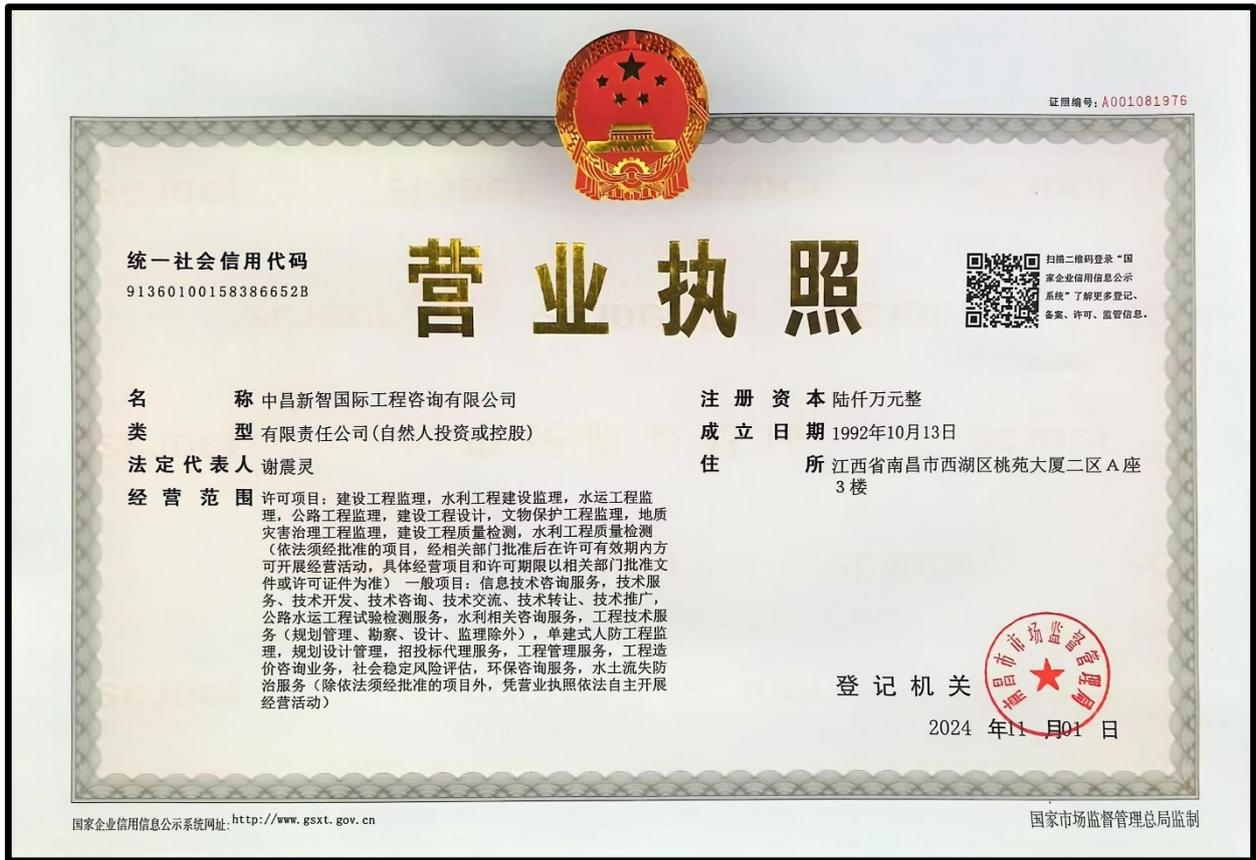 证照编号:A001081976
统一社会信用代码
91360100158386652B
营业执照
扫描二维码登录“国
家企业信用信息公示
系统”了解更多登记、
备案、许可、监管信息。
名称 中昌新智国际工程咨询有限公司
类型 有限责任公司(自然人投资或控股)
法定代表人 谢震灵
经营范围 许可项目：建设工程监理，水利工程建设监理，水运工程监
理，公路工程监理，建设工程设计，文物保护工程监理，地质
灾害治理工程监理，建设工程质量检测，水利工程质量检测
（依法须经批准的项目，经相关部门批准后在许可有效期内方
可开展经营活动，具体经营项目和许可期限以相关部门批准文
件或许可证件为准） 一般项目：信息技术咨询服务，技术服
务、技术开发、技术咨询、技术交流、技术转让、技术推广，
公路水运工程试验检测服务，水利相关咨询服务，工程技术服
务（规划管理、勘察、设计、监理除外），单建式人防工程监
理，规划设计管理，招投标代理服务，工程管理服务，工程造
价咨询业务，社会稳定风险评估，环保咨询服务，水土流失防
治服务（除依法须经批准的项目外，凭营业执照依法自主开展
经营活动）
注册资本 陆仟万元整
成立日期 1992年10月13日
住所 江西省南昌市西湖区桃苑大厦二区A座
3楼
登记机关
南昌市市场监督管理局
2024 年11 月01 日
国家企业信用信息公示系统网址:http://www.gsxt.gov.cn
国家市场监督管理总局监制